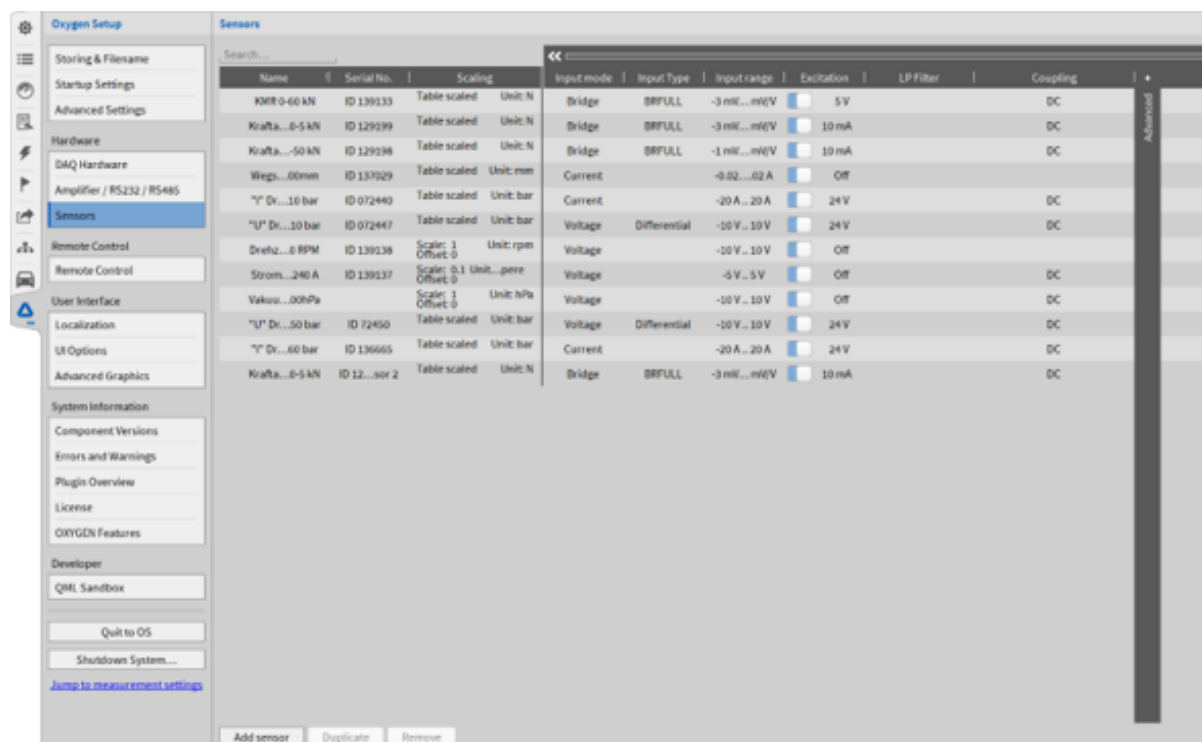 Oxygen Setup
Storing & Filename
Startup Settings
Advanced Settings
Hardware
DAQ Hardware
Amplifier / RS232 / RS485
Sensors
Remote Control
Remote Control
User Interface
Localization
UI Options
Advanced Graphics
System Information
Component Versions
Errors and Warnings
Plugin Overview
License
OXYGEN Features
Developer
QML Sandbox
Quit to OS
Shutdown System....
Jump to measurement settings
Sensors
Search...
Name Serial No. Scaling Input mode Input Type Input range Excitation LP Filter Coupling +
KMR 0-60 kN ID 139133 Table scaled Unit: N Bridge BRFULL -3 mV... mV/V 5 V DC
Krafta...0-5 kN ID 129199 Table scaled Unit: N Bridge BRFULL -3 mV... mV/V 10 mA DC
Krafta...-50 kN ID 129198 Table scaled Unit: N Bridge BRFULL -1 mV... mV/V 10 mA DC
Wegs...00mm ID 137029 Table scaled Unit: mm Current -0.02...02 A Off
"I" Dr...10 bar ID 072440 Table scaled Unit: bar Current -20 A .. 20 A 24 V DC
"U" Dr...10 bar ID 072447 Table scaled Unit: bar Voltage Differential -10 V .. 10 V 24 V DC
Drehz...0 RPM ID 139138 Scale: 1 Offset: 0 Unit: rpm Voltage -10 V .. 10 V Off
Strom...240 A ID 139137 Scale: 0.1 Offset: 0 Unit...pere Voltage -5 V .. 5 V Off DC
Vakuu...00hPa Scale: 1 Offset: 0 Unit: hPa Voltage -10 V .. 10 V Off DC
"U" Dr...50 bar ID 72450 Table scaled Unit: bar Voltage Differential -10 V .. 10 V 24 V DC
"I" Dr...60 bar ID 136665 Table scaled Unit: bar Current -20 A .. 20 A 24 V DC
Krafta...0-5 kN ID 12...sor 2 Table scaled Unit: N Bridge BRFULL -3 mV... mV/V 10 mA DC
Advanced
Add sensor Duplicate Remove